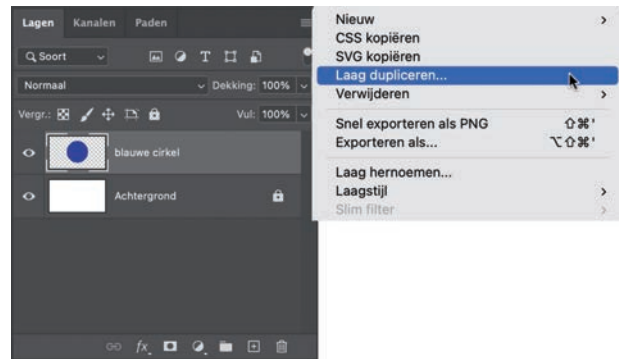 Lagen Kanalen Paden
Soort
Normaal Dekking: 100%
Vergr.: Vul: 100%
blauwe cirkel
Achtergrond
fx
Nieuw >
CSS kopiëren
SVG kopiëren
Laag dupliceren...
Verwijderen >
Snel exporteren als PNG ⇧⌘'
Exporteren als... ⌥⇧⌘'
Laag hernoemen...
Laagstijl >
Slim filter >